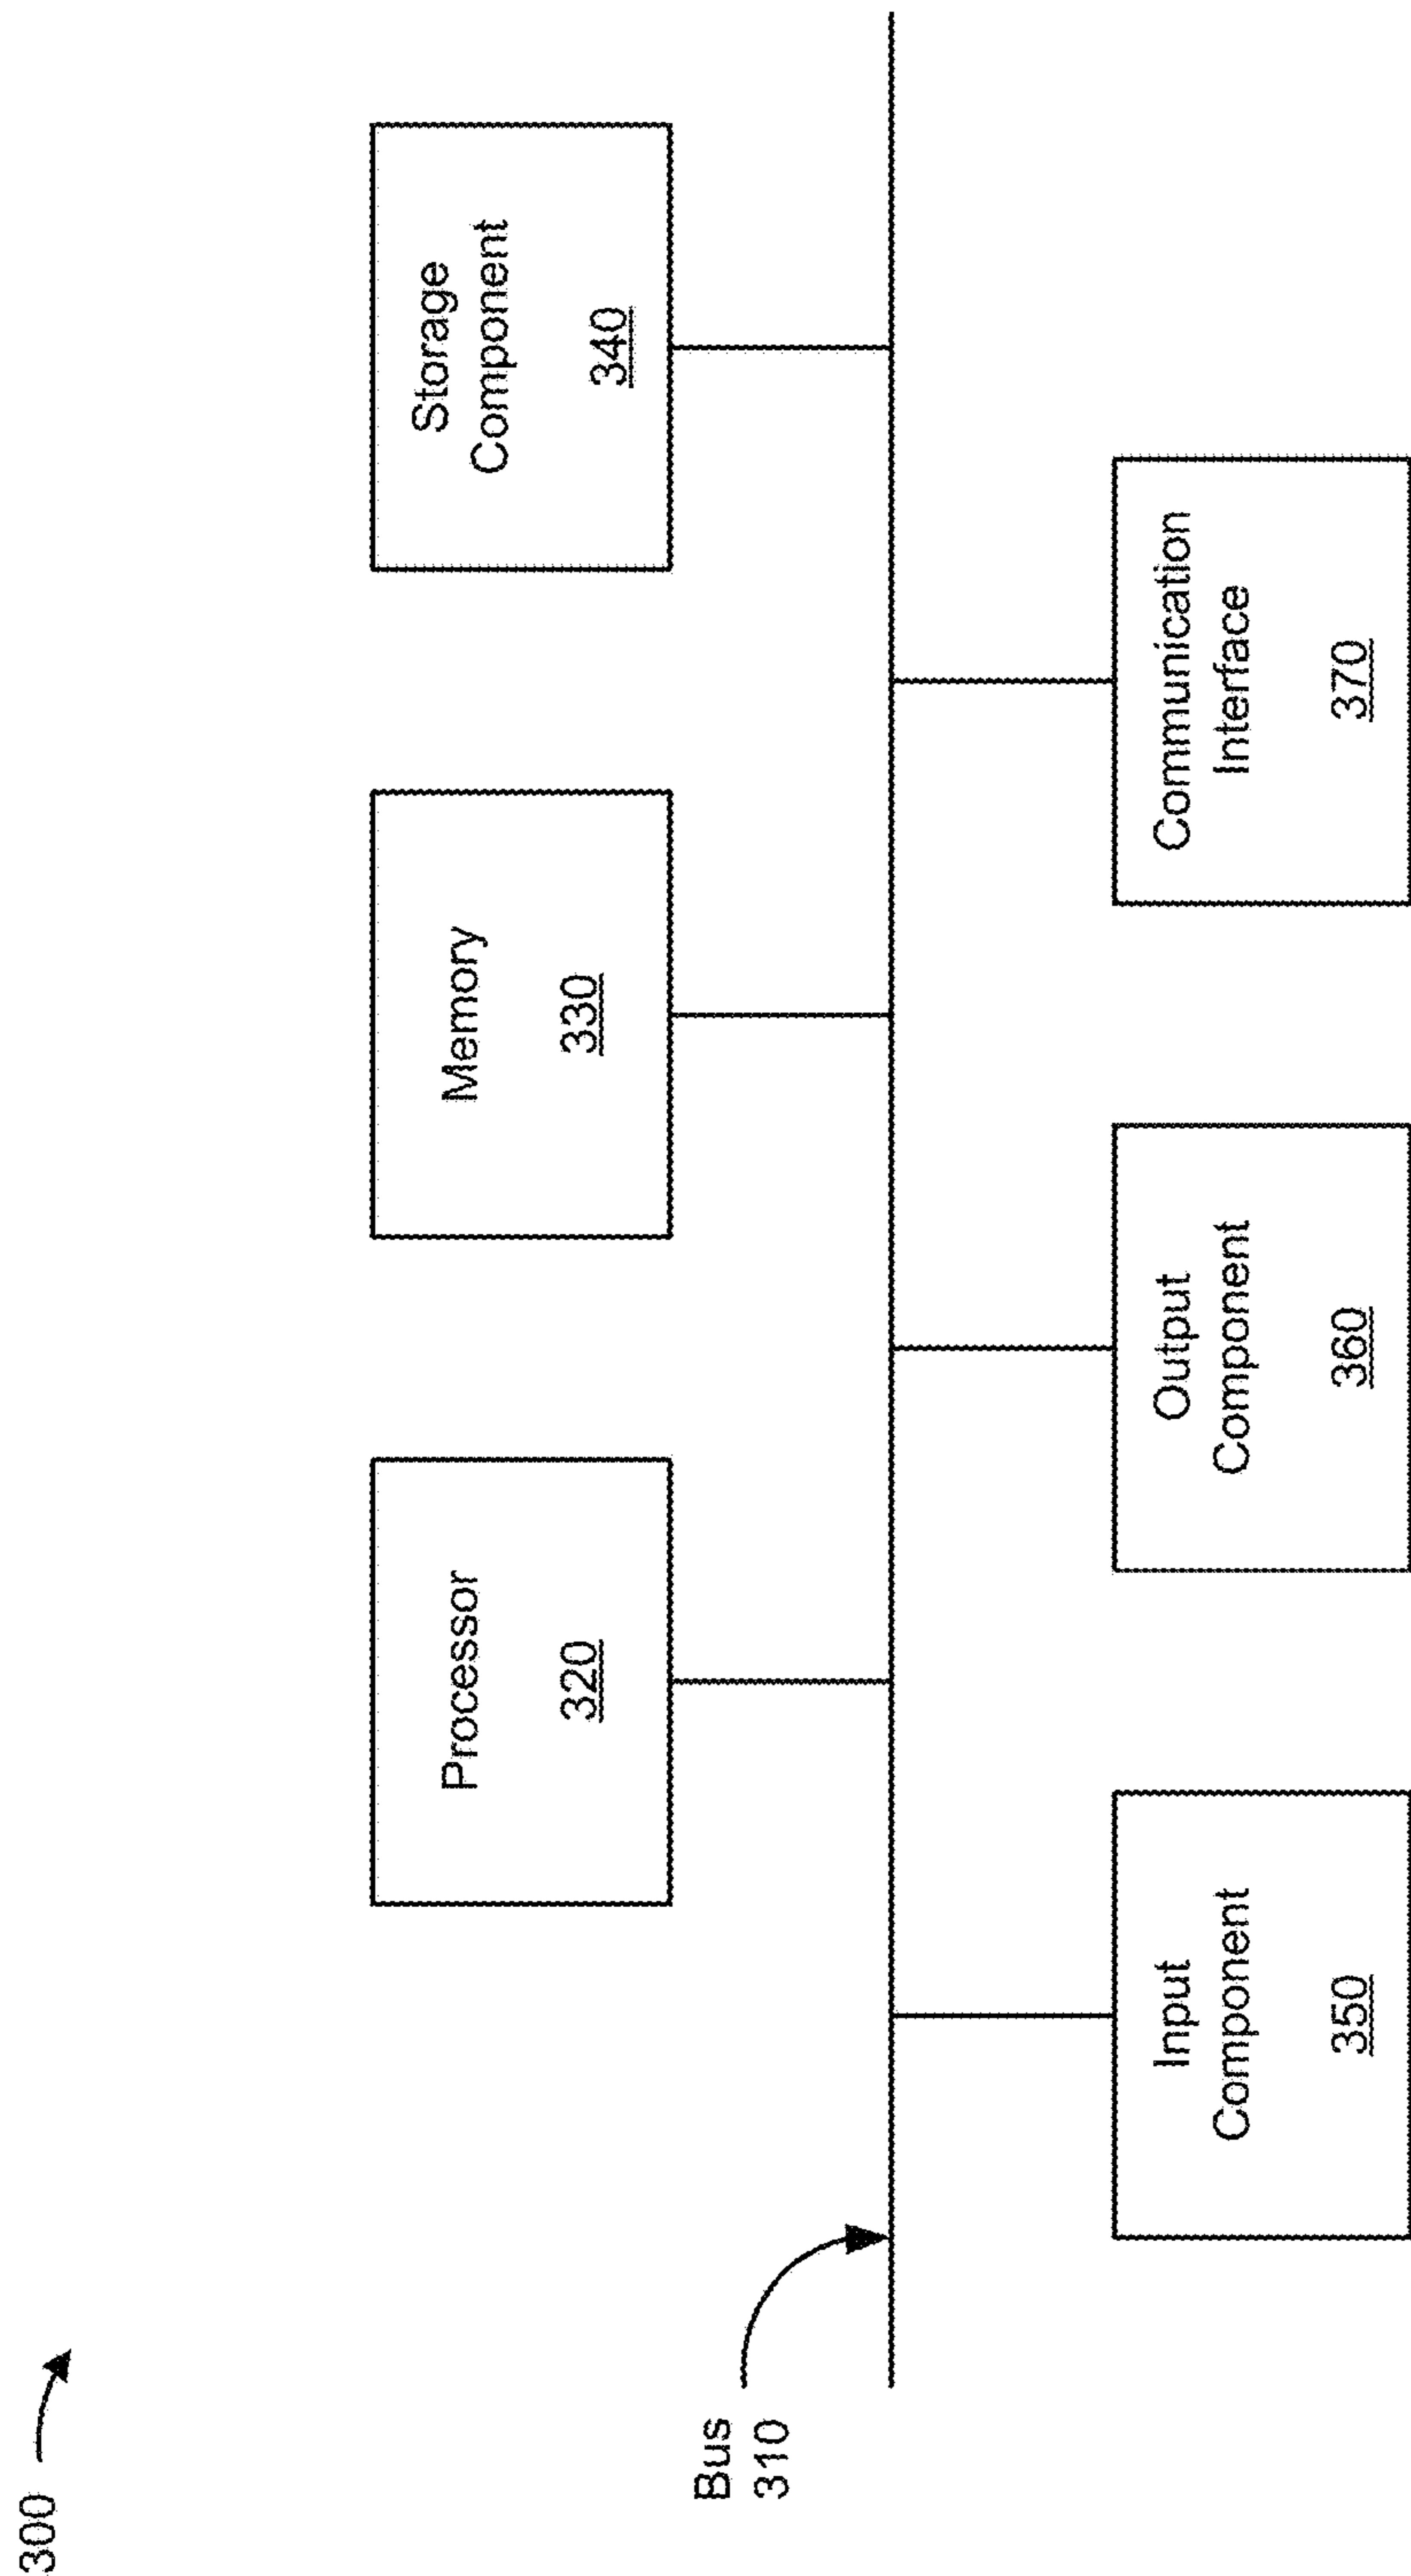 300
Processor
320
Memory
330
Storage
Component
340
Bus
310
Input
Component
350
Output
Component
360
Communication
Interface
370